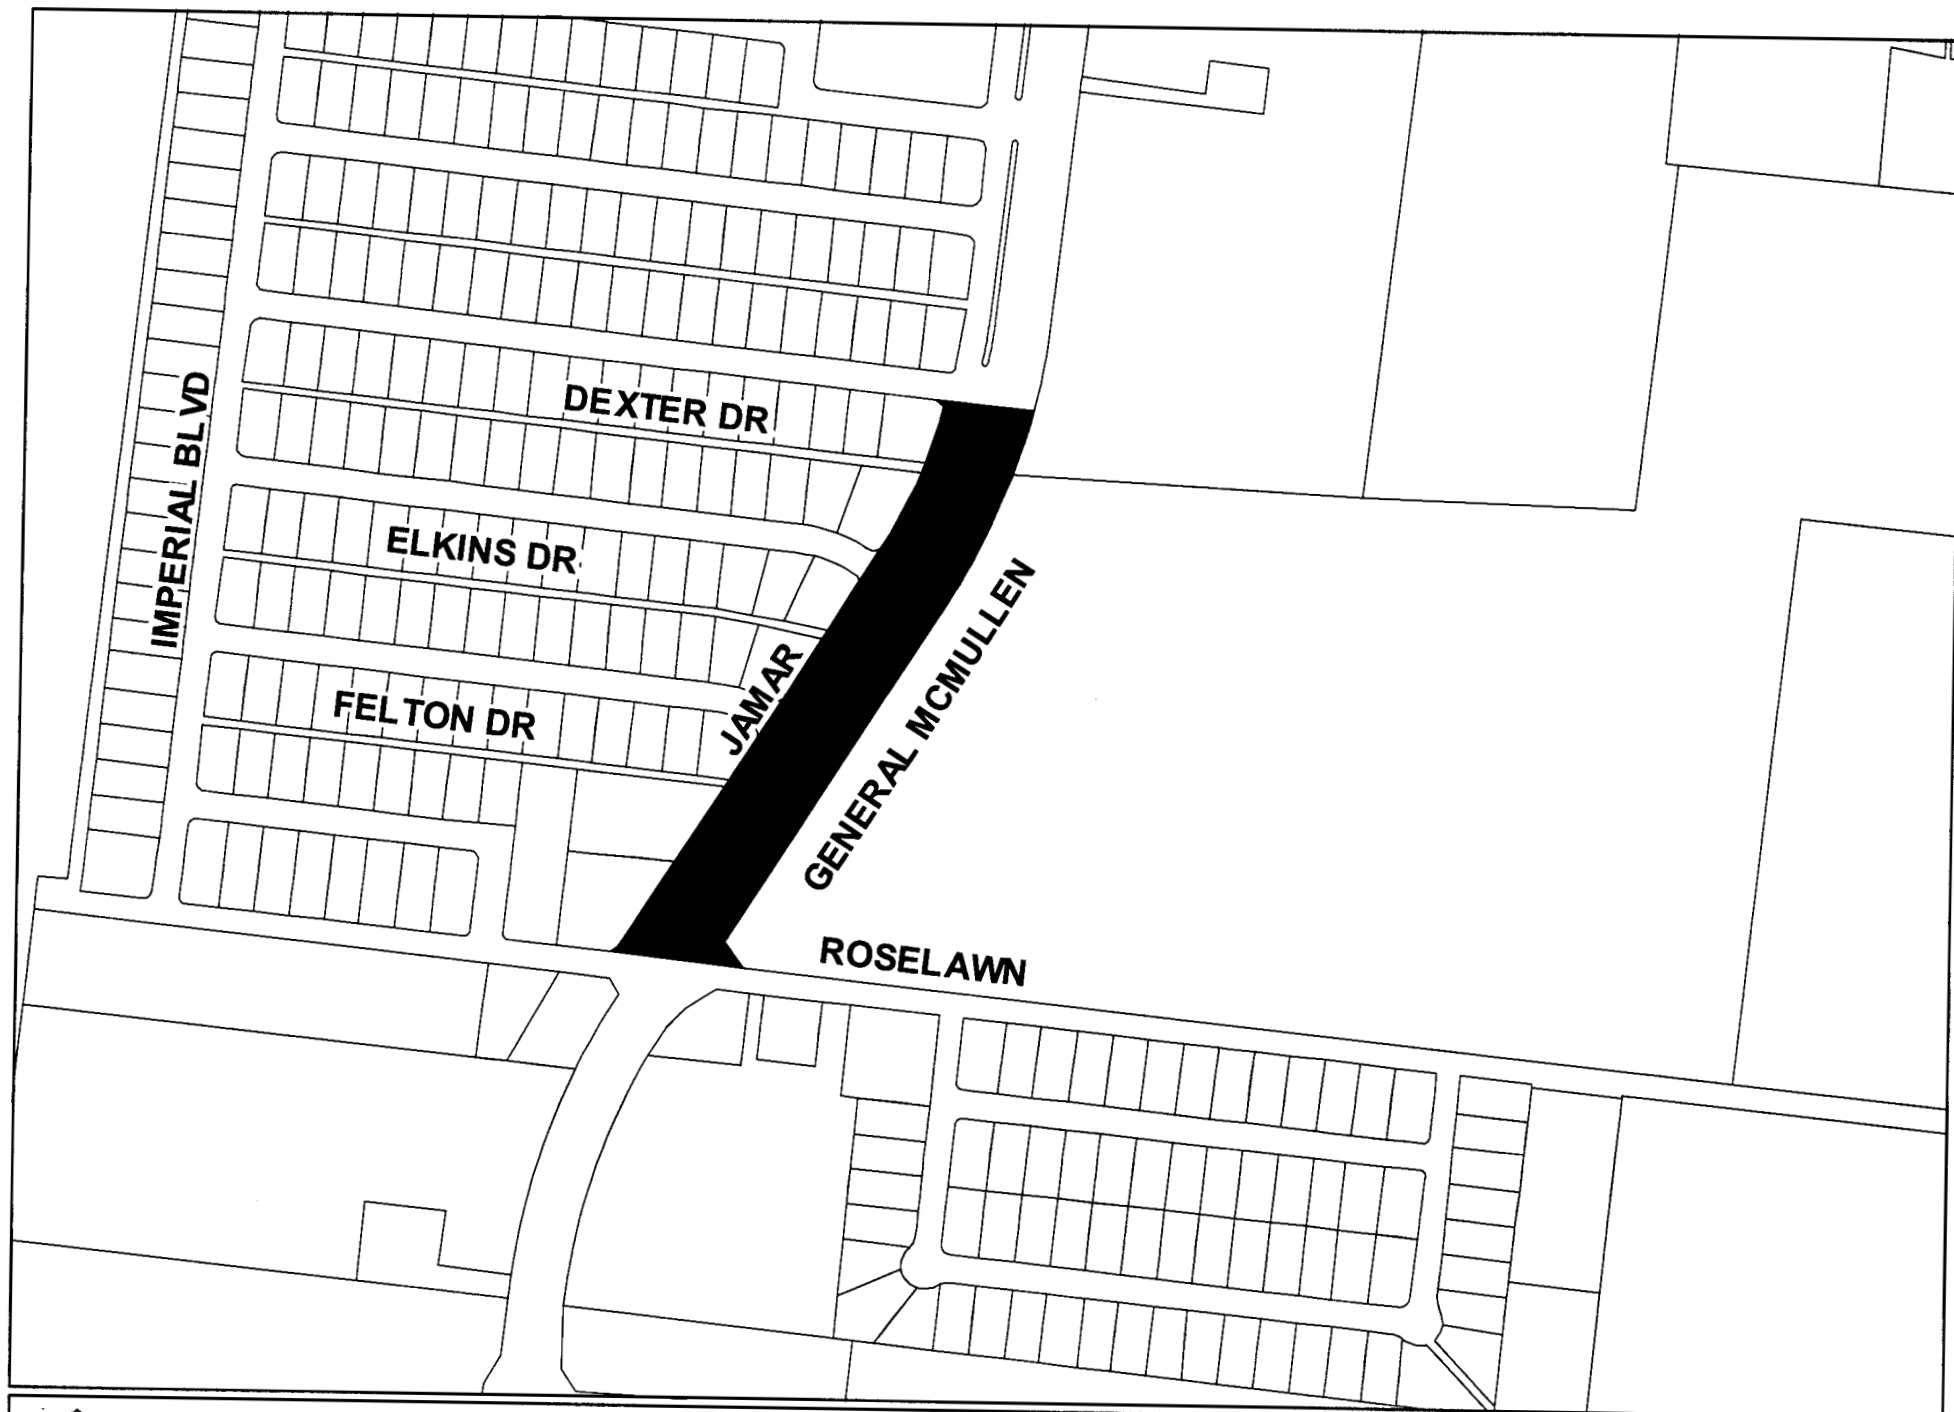 DEXTER DR
IMPERIAL BLVD
ELKINS DR
GENERAL MCMULLEN
JAMAR
FELTON DR
ROSELAWN